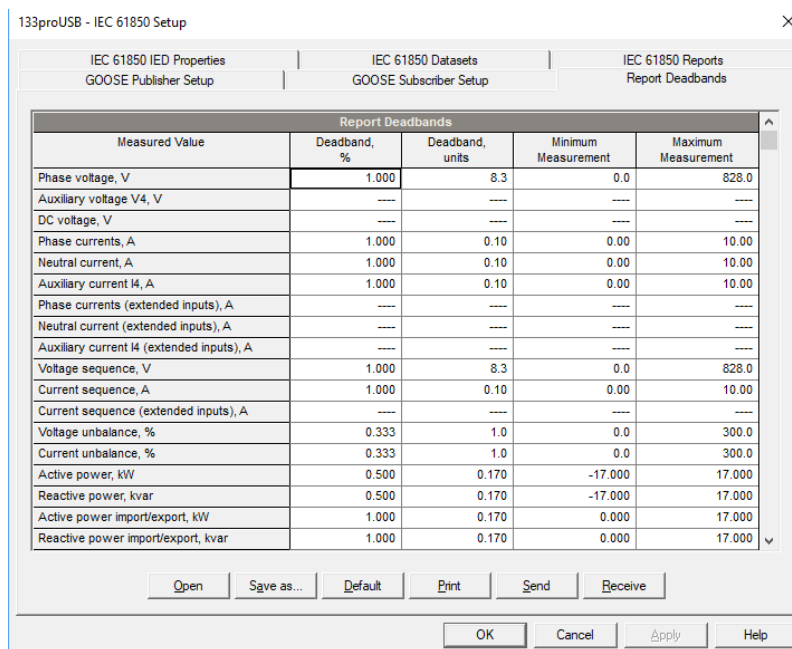 133proUSB - IEC 61850 Setup
IEC 61850 IED Properties IEC 61850 Datasets IEC 61850 Reports
GOOSE Publisher Setup GOOSE Subscriber Setup Report Deadbands
Report Deadbands
Measured Value Deadband, % Deadband, units Minimum Measurement Maximum Measurement
Phase voltage, V 1.000 8.3 0.0 828.0
Auxiliary voltage V4, V ---- ---- ---- ----
DC voltage, V ---- ---- ---- ----
Phase currents, A 1.000 0.10 0.00 10.00
Neutral current, A 1.000 0.10 0.00 10.00
Auxiliary current I4, A 1.000 0.10 0.00 10.00
Phase currents (extended inputs), A ---- ---- ---- ----
Neutral current (extended inputs), A ---- ---- ---- ----
Auxiliary current I4 (extended inputs), A ---- ---- ---- ----
Voltage sequence, V 1.000 8.3 0.0 828.0
Current sequence, A 1.000 0.10 0.00 10.00
Current sequence (extended inputs), A ---- ---- ---- ----
Voltage unbalance, % 0.333 1.0 0.0 300.0
Current unbalance, % 0.333 1.0 0.0 300.0
Active power, kW 0.500 0.170 -17.000 17.000
Reactive power, kvar 0.500 0.170 -17.000 17.000
Active power import/export, kW 1.000 0.170 0.000 17.000
Reactive power import/export, kvar 1.000 0.170 0.000 17.000
Open Save as... Default Print Send Receive
OK Cancel Apply Help